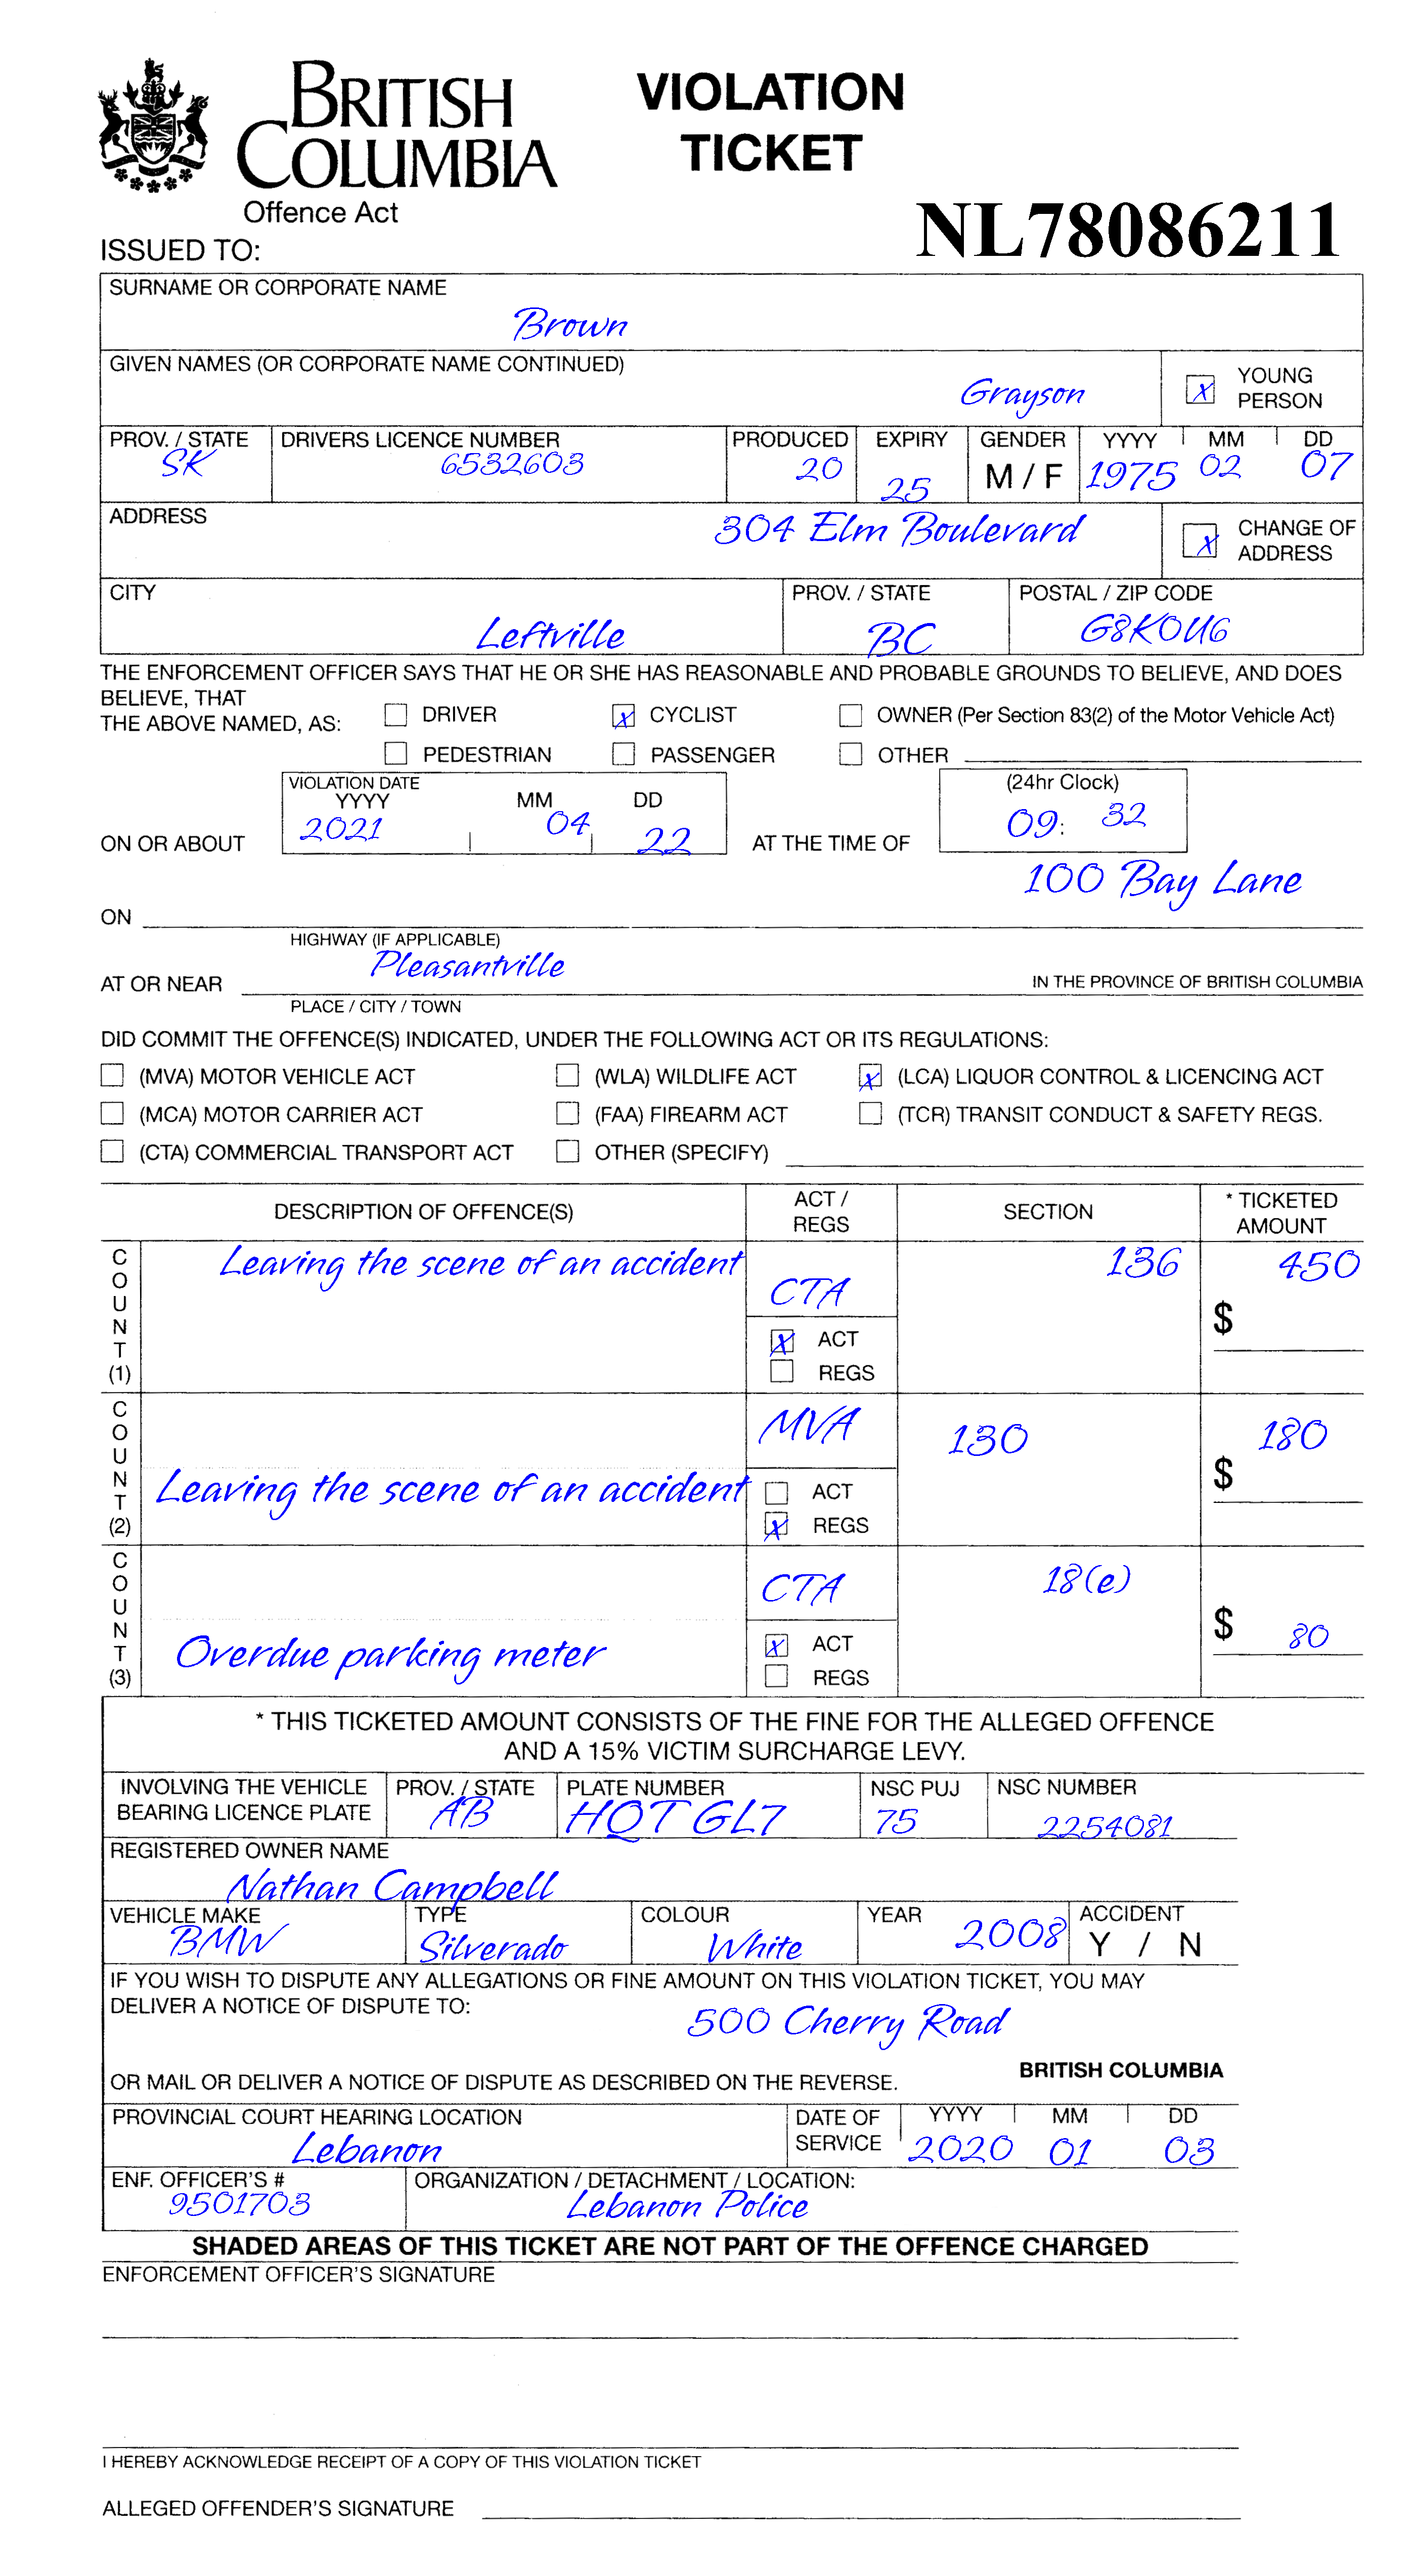 BRITISH
COLUMBIA
Offence Act
VIOLATION
TICKET
NL78086211
ISSUED TO:
SURNAME OR CORPORATE NAME
Brown
GIVEN NAMES (OR CORPORATE NAME CONTINUED)
Grayson
YOUNG
PERSON
X
PROV. / STATE DRIVERS LICENCE NUMBER PRODUCED EXPIRY GENDER YYYY MM DD
SK 6532603 20 25 M / F 1975 02 07
ADDRESS
304 Elm Boulevard
X
CHANGE OF
ADDRESS
CITY PROV. / STATE POSTAL / ZIP CODE
Leftville BC G8K0U6
THE ENFORCEMENT OFFICER SAYS THAT HE OR SHE HAS REASONABLE AND PROBABLE GROUNDS TO BELIEVE, AND DOES
BELIEVE, THAT
THE ABOVE NAMED, AS: DRIVER X CYCLIST OWNER (Per Section 83(2) of the Motor Vehicle Act)
PEDESTRIAN PASSENGER OTHER
VIOLATION DATE
YYYY MM DD
(24hr Clock)
ON OR ABOUT 2021 04 22 AT THE TIME OF 09: 32
100 Bay Lane
ON
HIGHWAY (IF APPLICABLE)
Pleasantville
AT OR NEAR IN THE PROVINCE OF BRITISH COLUMBIA
PLACE / CITY / TOWN
DID COMMIT THE OFFENCE(S) INDICATED, UNDER THE FOLLOWING ACT OR ITS REGULATIONS:
(MVA) MOTOR VEHICLE ACT (WLA) WILDLIFE ACT X (LCA) LIQUOR CONTROL & LICENCING ACT
(MCA) MOTOR CARRIER ACT (FAA) FIREARM ACT (TCR) TRANSIT CONDUCT & SAFETY REGS.
(CTA) COMMERCIAL TRANSPORT ACT OTHER (SPECIFY)
DESCRIPTION OF OFFENCE(S) ACT / REGS SECTION * TICKETED AMOUNT
COUNT (1)
Leaving the scene of an accident CTA 136 $ 450
X ACT
REGS
COUNT (2)
Leaving the scene of an accident MVA 130 $ 180
ACT
X REGS
COUNT (3)
Overdue parking meter CTA 18(e) $ 80
X ACT
REGS
* THIS TICKETED AMOUNT CONSISTS OF THE FINE FOR THE ALLEGED OFFENCE
AND A 15% VICTIM SURCHARGE LEVY.
INVOLVING THE VEHICLE
BEARING LICENCE PLATE
PROV. / STATE PLATE NUMBER NSC PUJ NSC NUMBER
AB HQT GL7 75 2254081
REGISTERED OWNER NAME
Nathan Campbell
VEHICLE MAKE TYPE COLOUR YEAR ACCIDENT
BMW Silverado White 2008 Y / N
IF YOU WISH TO DISPUTE ANY ALLEGATIONS OR FINE AMOUNT ON THIS VIOLATION TICKET, YOU MAY
DELIVER A NOTICE OF DISPUTE TO:
500 Cherry Road
BRITISH COLUMBIA
OR MAIL OR DELIVER A NOTICE OF DISPUTE AS DESCRIBED ON THE REVERSE.
PROVINCIAL COURT HEARING LOCATION
Lebanon
DATE OF
SERVICE
YYYY MM DD
2020 01 03
ENF. OFFICER'S # ORGANIZATION / DETACHMENT / LOCATION:
9501703 Lebanon Police
SHADED AREAS OF THIS TICKET ARE NOT PART OF THE OFFENCE CHARGED
ENFORCEMENT OFFICER'S SIGNATURE
I HEREBY ACKNOWLEDGE RECEIPT OF A COPY OF THIS VIOLATION TICKET
ALLEGED OFFENDER'S SIGNATURE